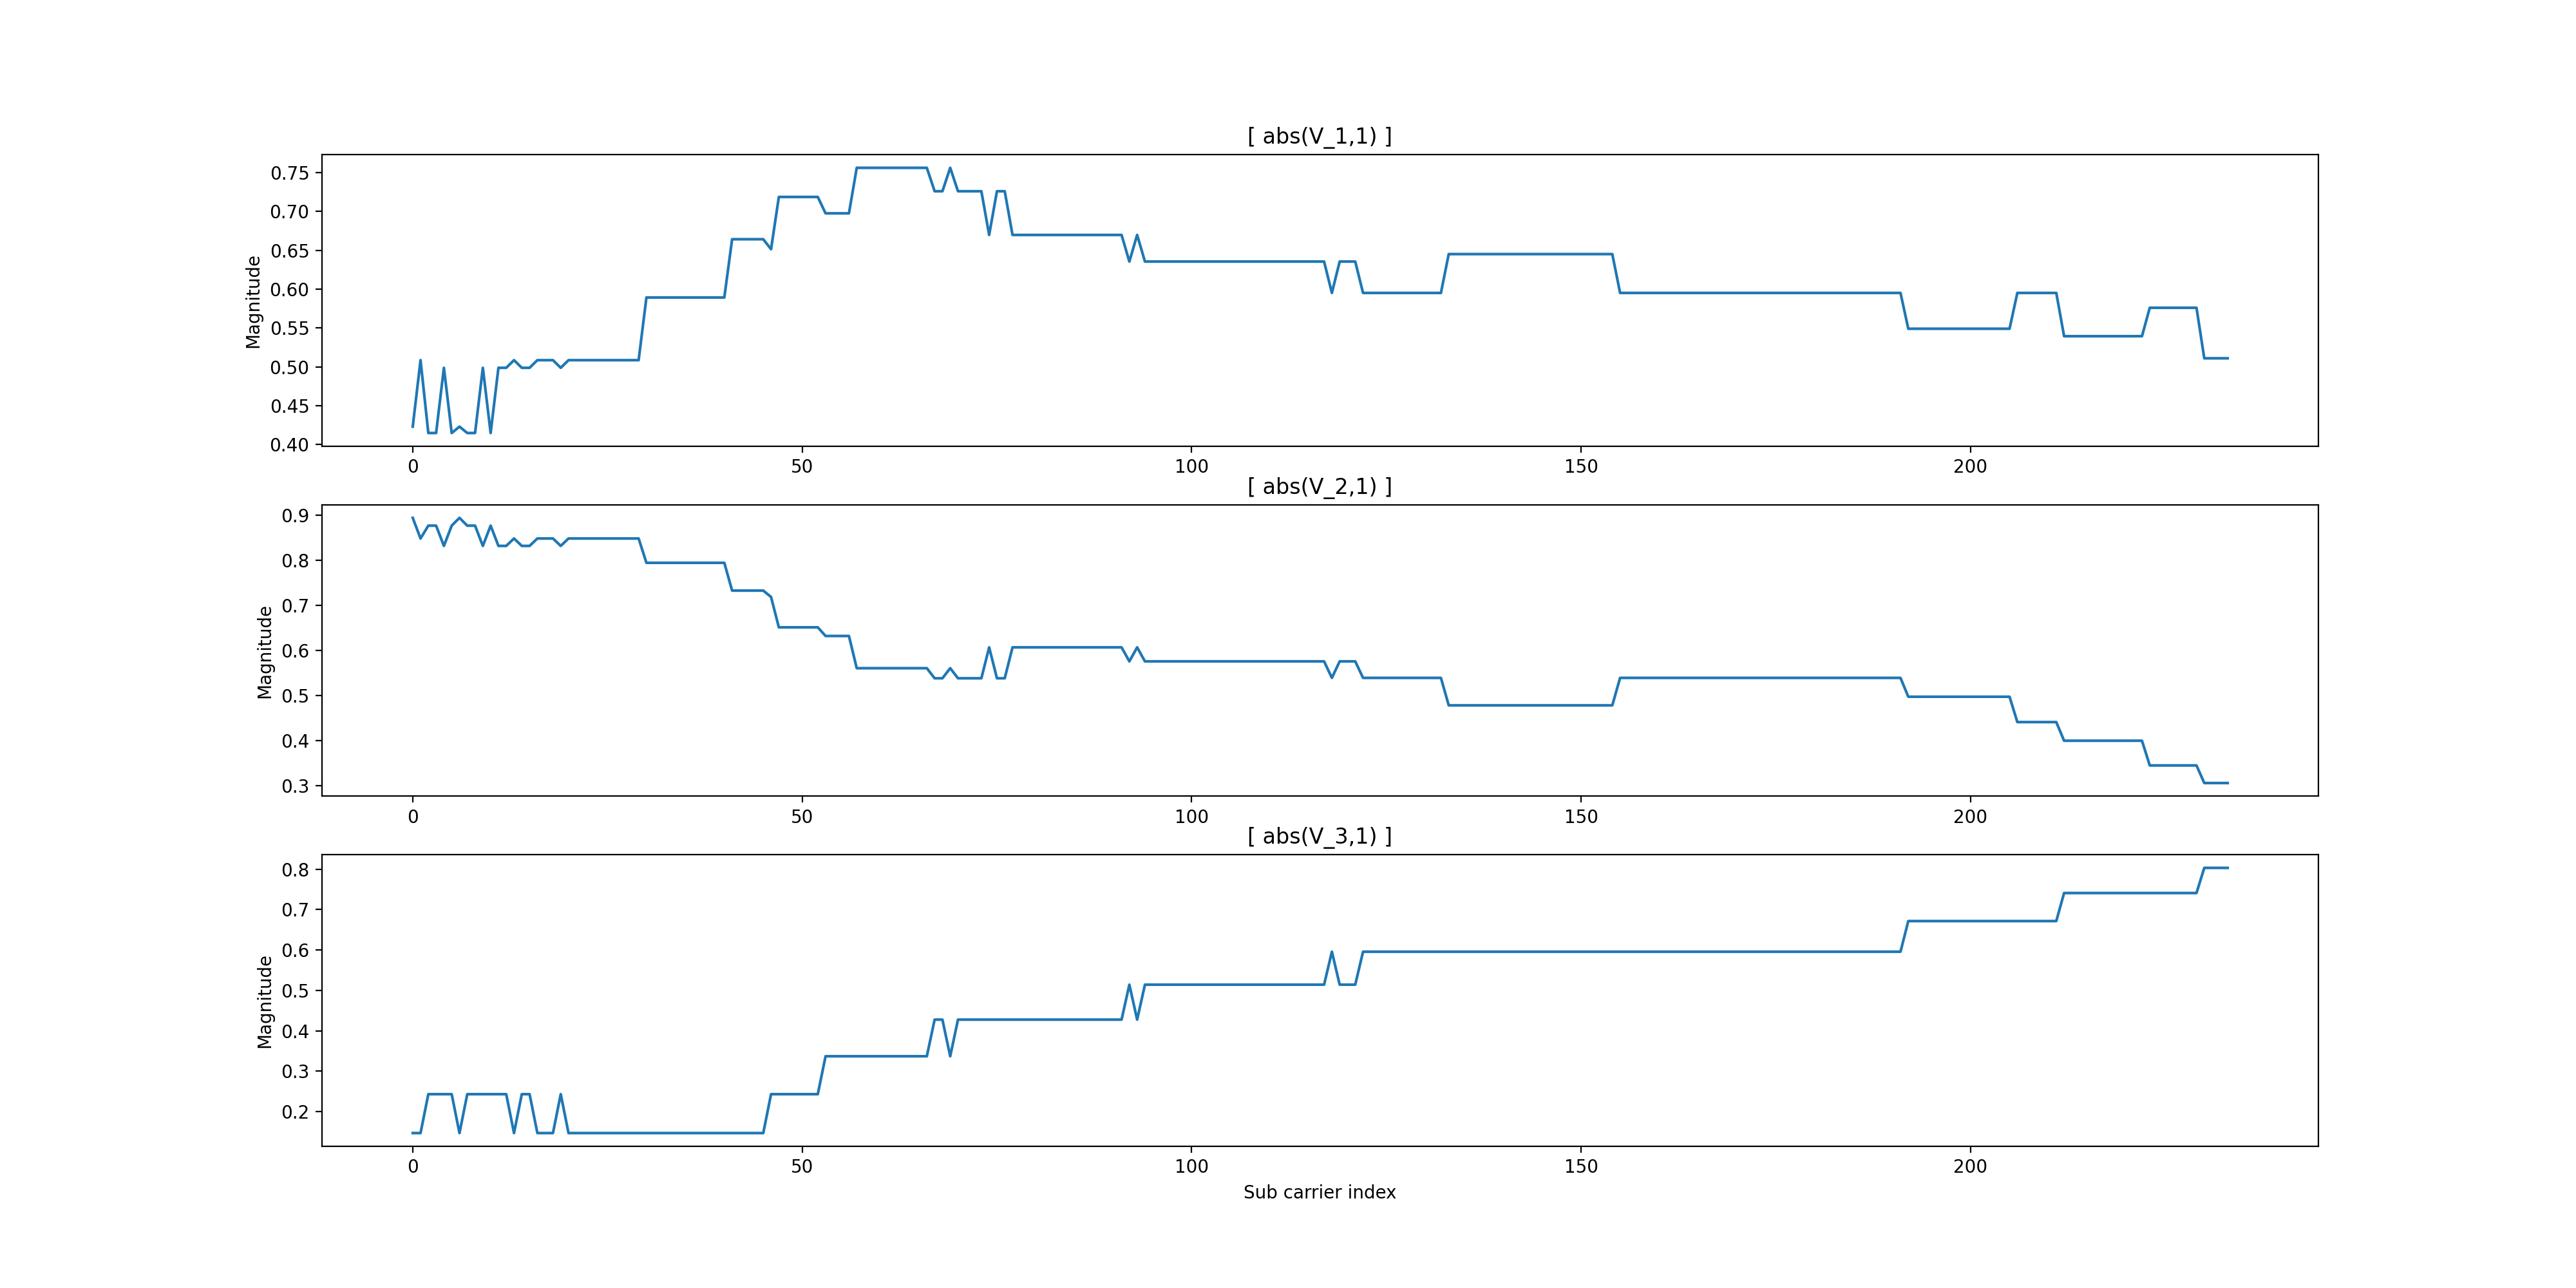 [ abs(V_1,1) ]
Magnitude
0.75
0.70
0.65
0.60
0.55
0.50
0.45
0.40
0 50 100 150 200
[ abs(V_2,1) ]
Magnitude
0.9
0.8
0.7
0.6
0.5
0.4
0.3
0 50 100 150 200
[ abs(V_3,1) ]
Magnitude
0.8
0.7
0.6
0.5
0.4
0.3
0.2
0 50 100 150 200
Sub carrier index